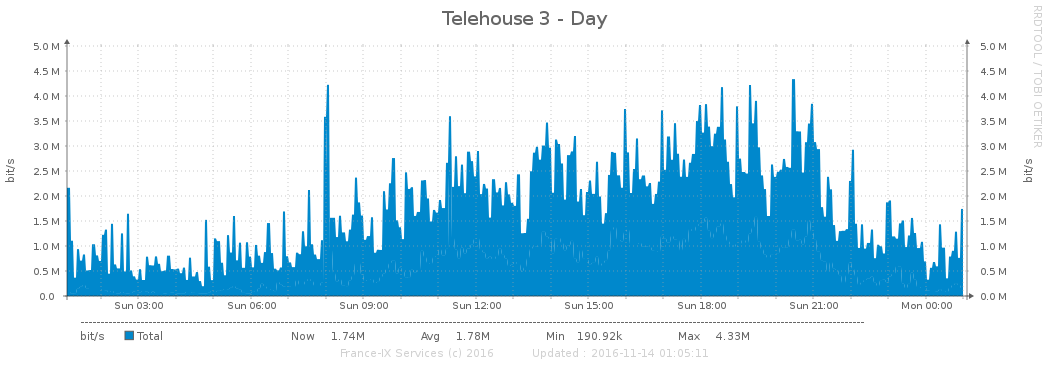 Telehouse 3 - Day
RRDTOOL / TOBI OETIKER
bit/s
5.0 M 5.0 M
4.5 M 4.5 M
4.0 M 4.0 M
3.5 M 3.5 M
3.0 M 3.0 M
2.5 M 2.5 M
2.0 M 2.0 M
1.5 M 1.5 M
1.0 M 1.0 M
0.5 M 0.5 M
0.0 0.0 M
bit/s
Sun 03:00 Sun 06:00 Sun 09:00 Sun 12:00 Sun 15:00 Sun 18:00 Sun 21:00 Mon 00:00
bit/s Total Now 1.74M Avg 1.78M Min 190.92k Max 4.33M
France-IX Services (c) 2016 Updated : 2016-11-14 01:05:11